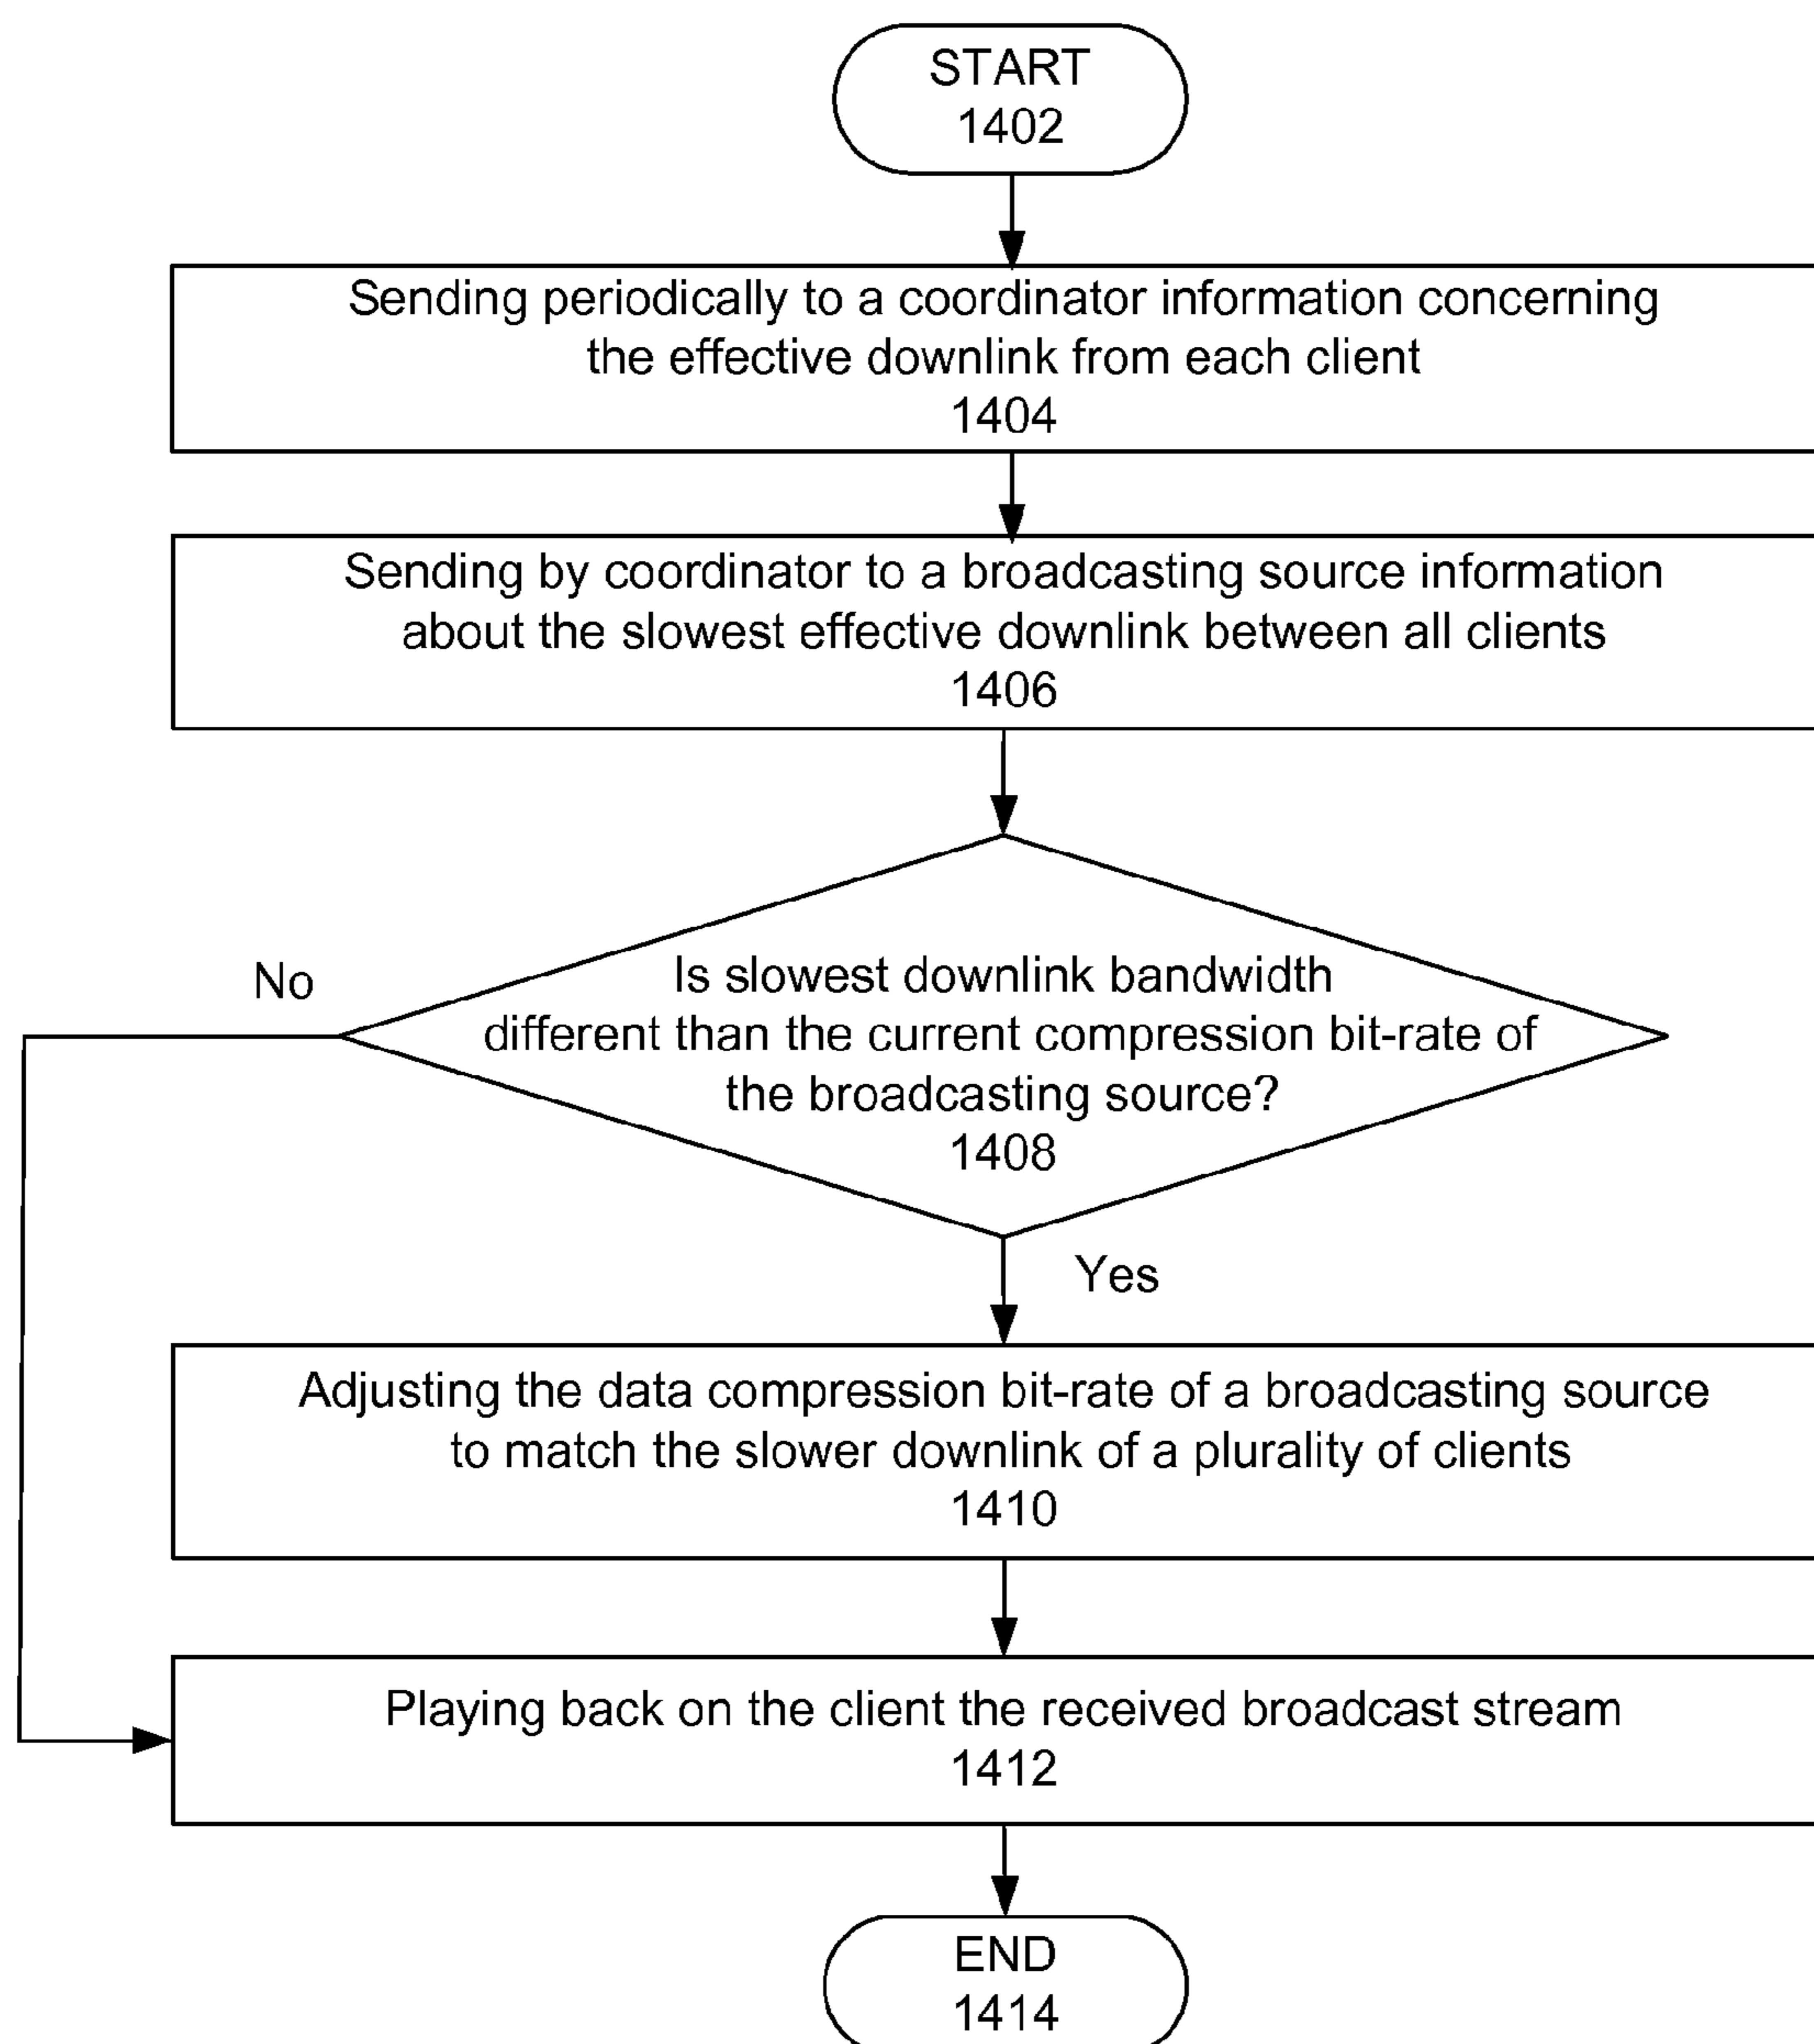 START
1402
Sending periodically to a coordinator information concerning
the effective downlink from each client
1404
Sending by coordinator to a broadcasting source information
about the slowest effective downlink between all clients
1406
No
Is slowest downlink bandwidth
different than the current compression bit-rate of
the broadcasting source?
1408
Yes
Adjusting the data compression bit-rate of a broadcasting source
to match the slower downlink of a plurality of clients
1410
Playing back on the client the received broadcast stream
1412
END
1414